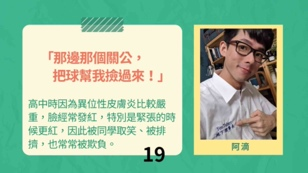 「那邊那個關公，
把球幫我撿過來！」
高中時因為異位性皮膚炎比較嚴
重，臉經常發紅，特別是緊張的時
候更紅，因此被同學取笑、被排
擠，也常常被欺負。
19
阿滴